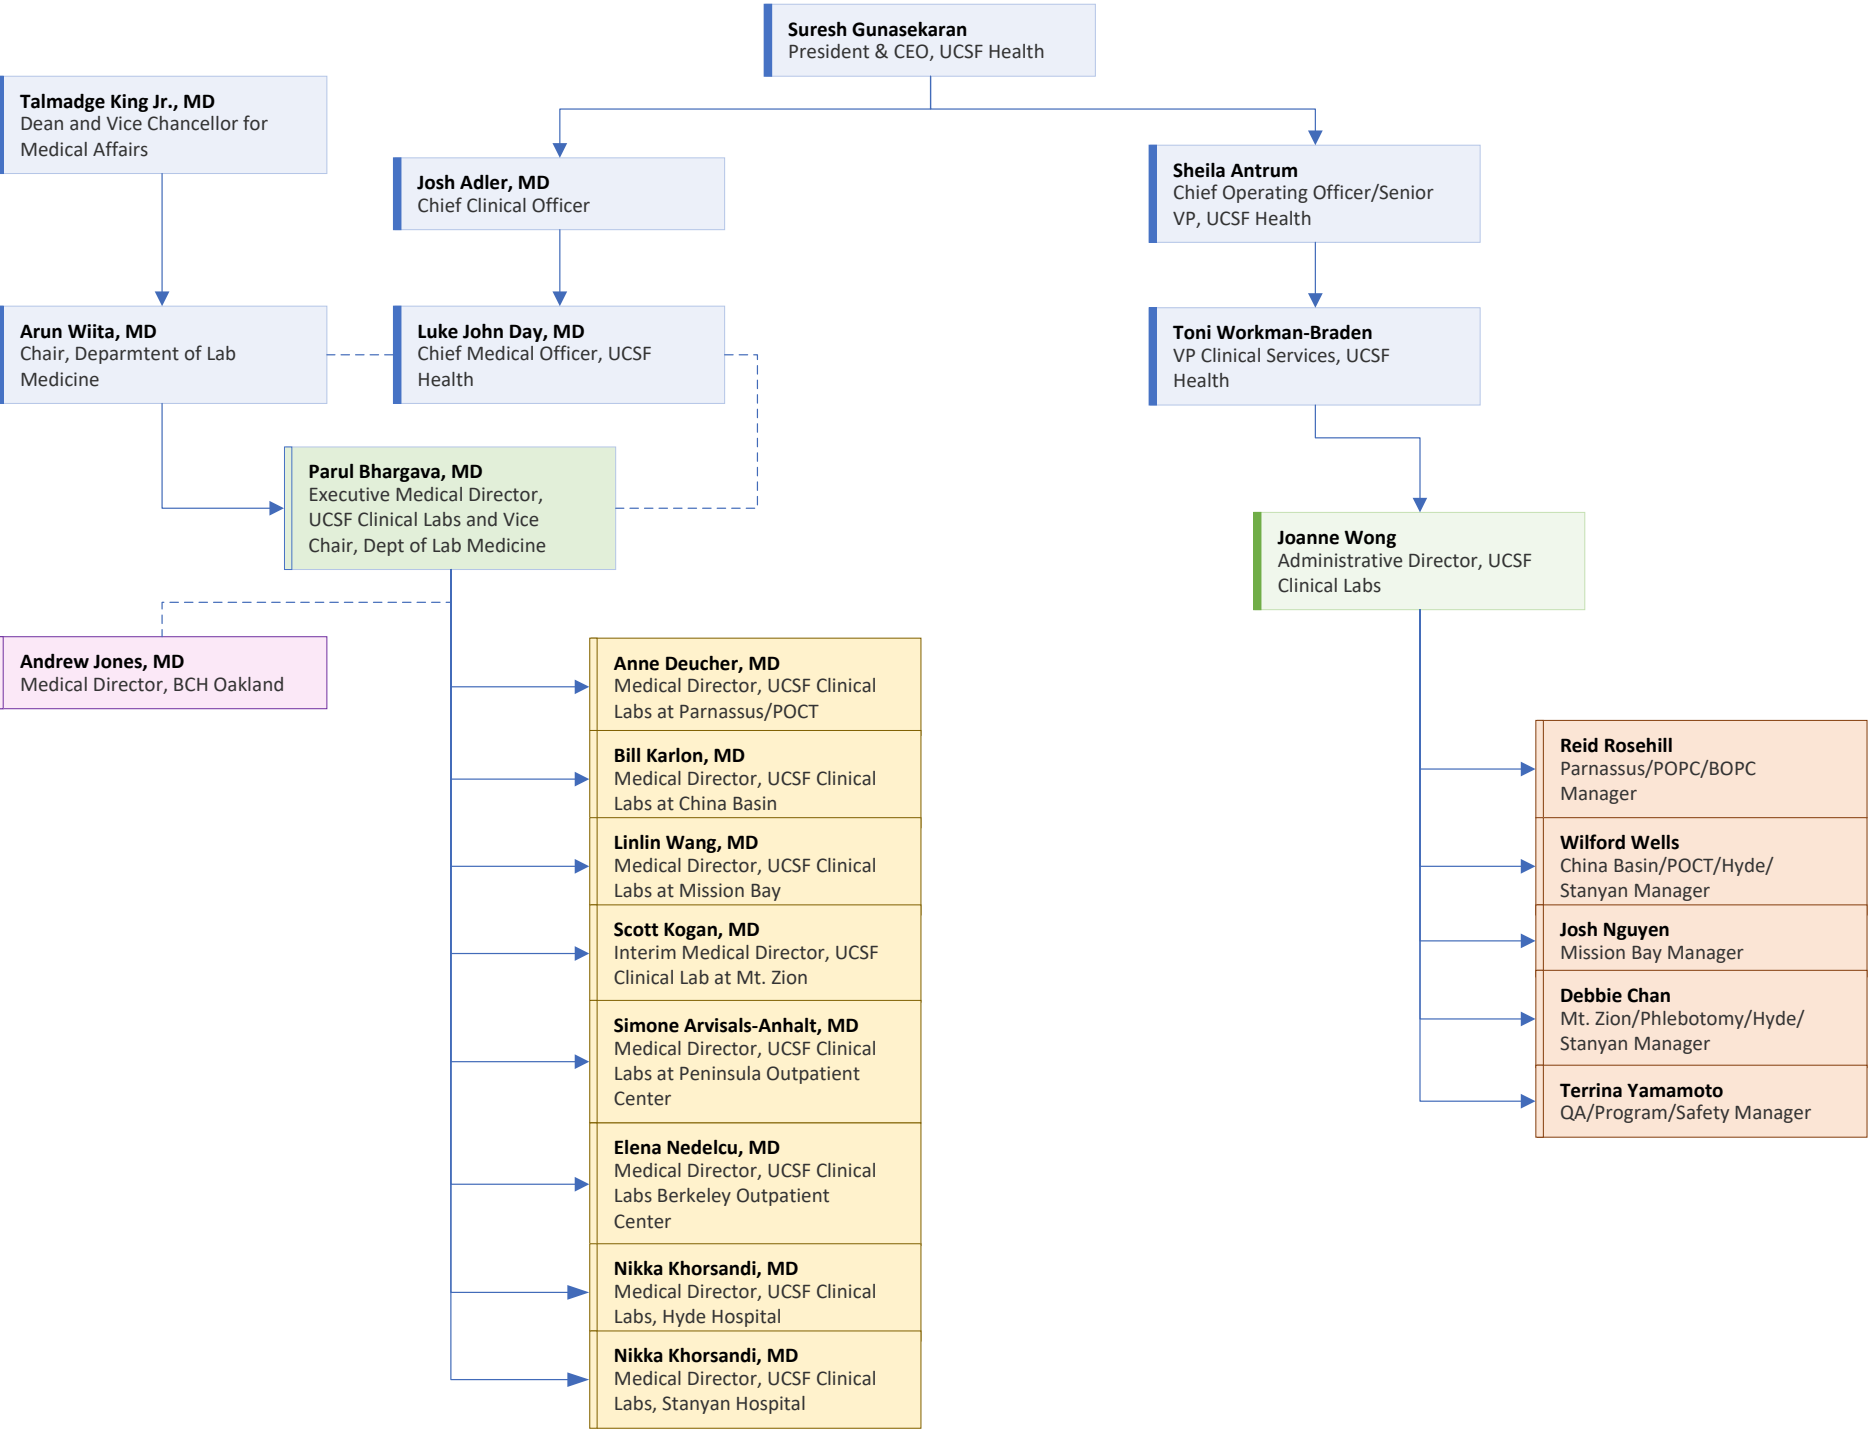 Suresh Gunasekaran
President & CEO, UCSF Health
Talmadge King Jr., MD
Dean and Vice Chancellor for
Medical Affairs
Josh Adler, MD
Chief Clinical Officer
Sheila Antrum
Chief Operating Officer/Senior
VP, UCSF Health
Arun Wiita, MD
Chair, Deparmtent of Lab
Medicine
Luke John Day, MD
Chief Medical Officer, UCSF
Health
Toni Workman-Braden
VP Clinical Services, UCSF
Health
Parul Bhargava, MD
Executive Medical Director,
UCSF Clinical Labs and Vice
Chair, Dept of Lab Medicine
Joanne Wong
Administrative Director, UCSF
Clinical Labs
Andrew Jones, MD
Medical Director, BCH Oakland
Anne Deucher, MD
Medical Director, UCSF Clinical
Labs at Parnassus/POCT
Bill Karlon, MD
Medical Director, UCSF Clinical
Labs at China Basin
Linlin Wang, MD
Medical Director, UCSF Clinical
Labs at Mission Bay
Scott Kogan, MD
Interim Medical Director, UCSF
Clinical Lab at Mt. Zion
Simone Arvisals-Anhalt, MD
Medical Director, UCSF Clinical
Labs at Peninsula Outpatient
Center
Elena Nedelcu, MD
Medical Director, UCSF Clinical
Labs Berkeley Outpatient
Center
Nikka Khorsandi, MD
Medical Director, UCSF Clinical
Labs, Hyde Hospital
Nikka Khorsandi, MD
Medical Director, UCSF Clinical
Labs, Stanyan Hospital
Reid Rosehill
Parnassus/POPC/BOPC
Manager
Wilford Wells
China Basin/POCT/Hyde/
Stanyan Manager
Josh Nguyen
Mission Bay Manager
Debbie Chan
Mt. Zion/Phlebotomy/Hyde/
Stanyan Manager
Terrina Yamamoto
QA/Program/Safety Manager